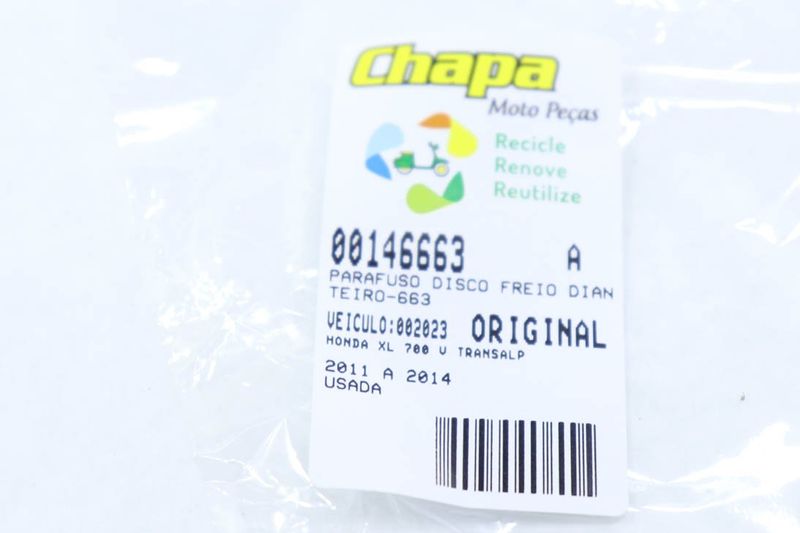 Chapa
Moto Peças
Recicle
Renove
Reutilize
00146663 A
PARAFUSO DISCO FREIO DIAN
TEIRO-663
VEICULO:002023 ORIGINAL
HONDA XL 700 V TRANSALP
2011 A 2014
USADA